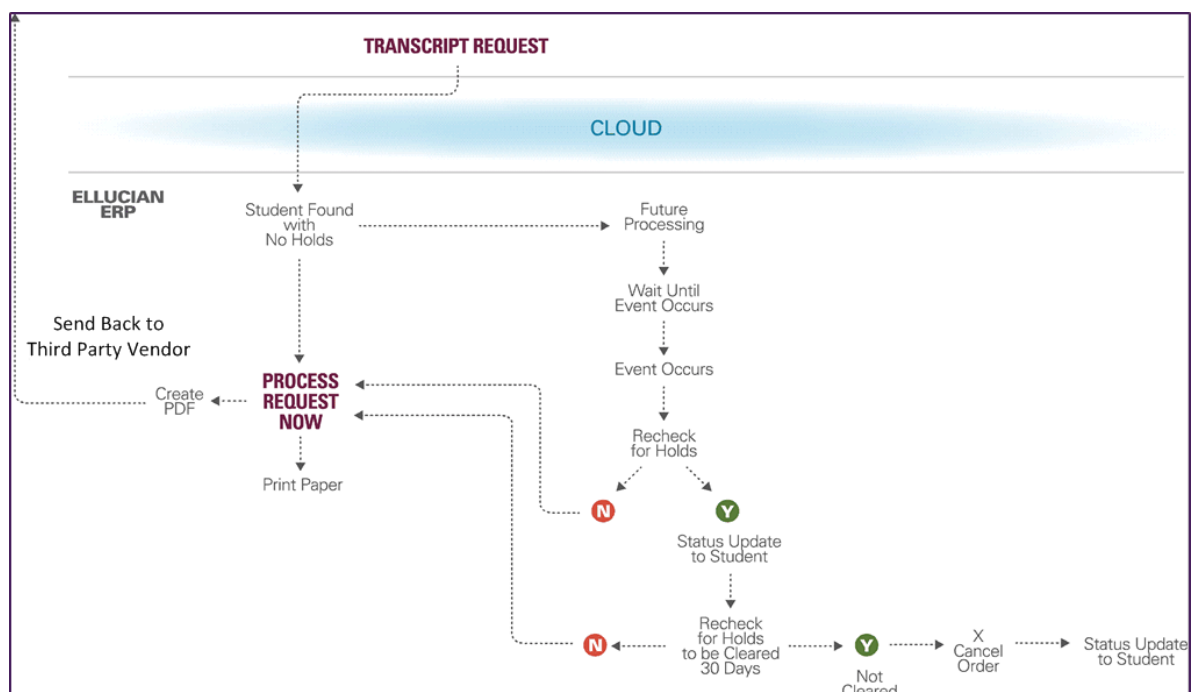 TRANSCRIPT REQUEST
CLOUD
ELLUCIAN
ERP
Student Found
with
No Holds
Future
Processing
Wait Until
Event Occurs
Send Back to
Third Party Vendor
Event Occurs
Create
PDF
PROCESS
REQUEST
NOW
Recheck
for Holds
Print Paper
N
Y
Status Update
to Student
N
Recheck
for Holds
to be Cleared
30 Days
Y
Not
Cleared
X
Cancel
Order
Status Update
to Student